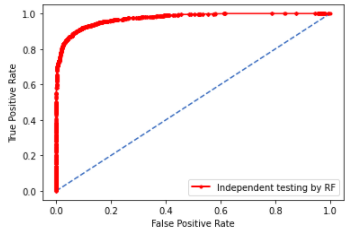 1.0
0.8
0.6
0.4
0.2
0.0
True Positive Rate
Independent testing by RF
0.0 0.2 0.4 0.6 0.8 1.0
False Positive Rate